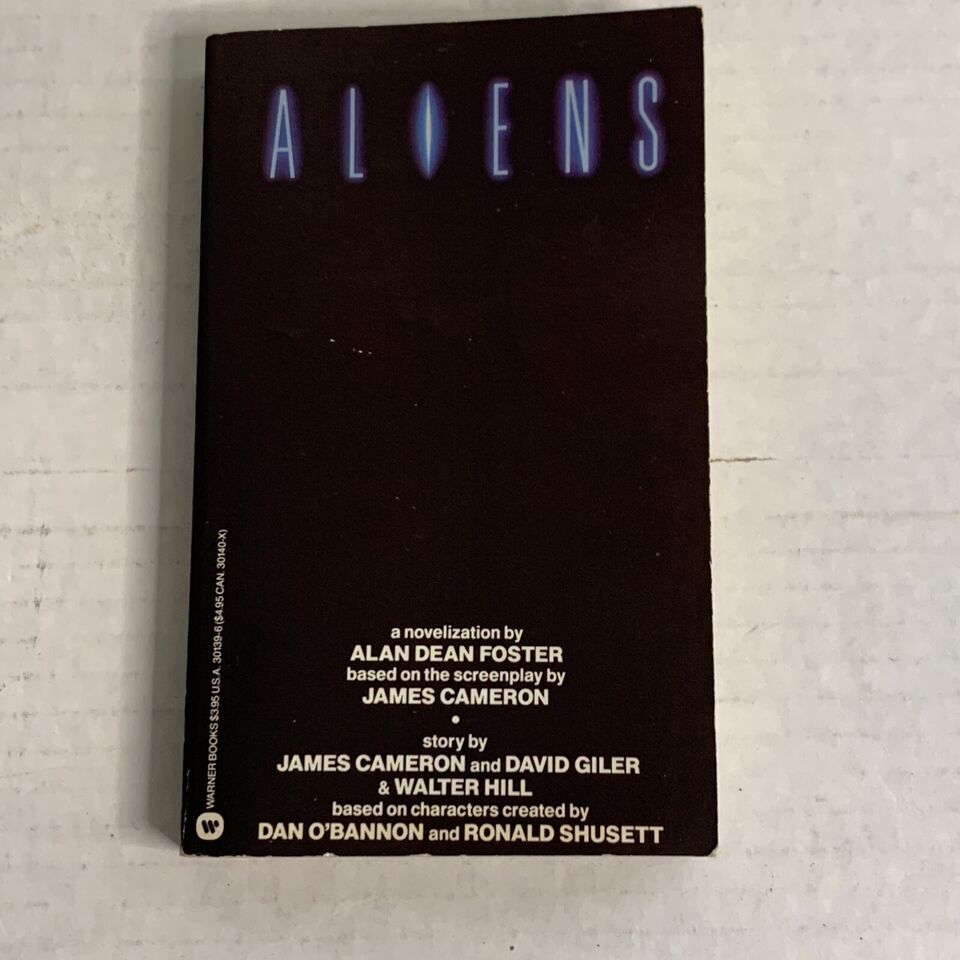 ALIENS
a novelization by
ALAN DEAN FOSTER
based on the screenplay by
JAMES CAMERON
•
story by
JAMES CAMERON and DAVID GILER
& WALTER HILL
based on characters created by
DAN O'BANNON and RONALD SHUSETT
WARNER BOOKS $3.95 U.S.A. 30139-6 ($4.95 CAN. 30140-X)